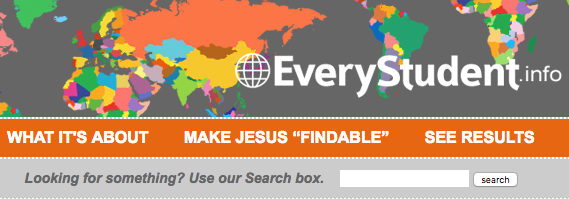 EveryStudent.info
WHAT IT'S ABOUT MAKE JESUS “FINDABLE” SEE RESULTS
Looking for something? Use our Search box. search